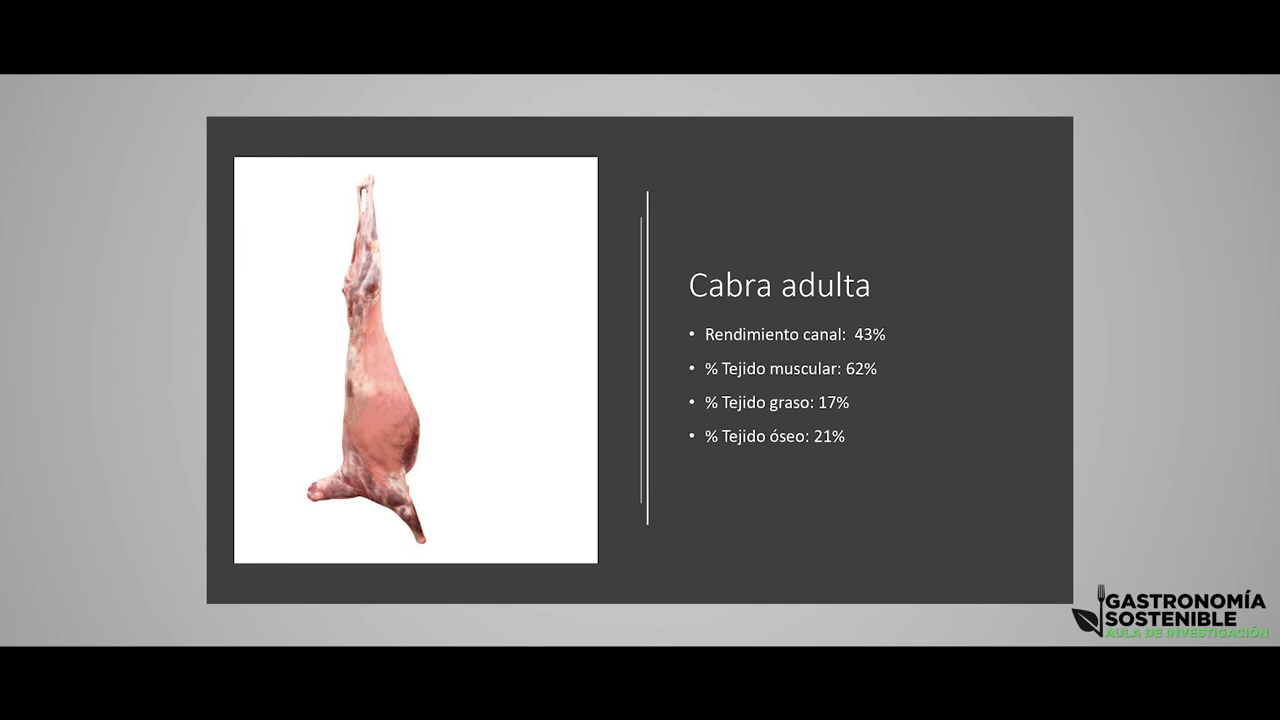 Cabra adulta
• Rendimiento canal:  43%
• % Tejido muscular: 62%
• % Tejido graso: 17%
• % Tejido óseo: 21%
GASTRONOMÍA
SOSTENIBLE
AULA DE INVESTIGACIÓN